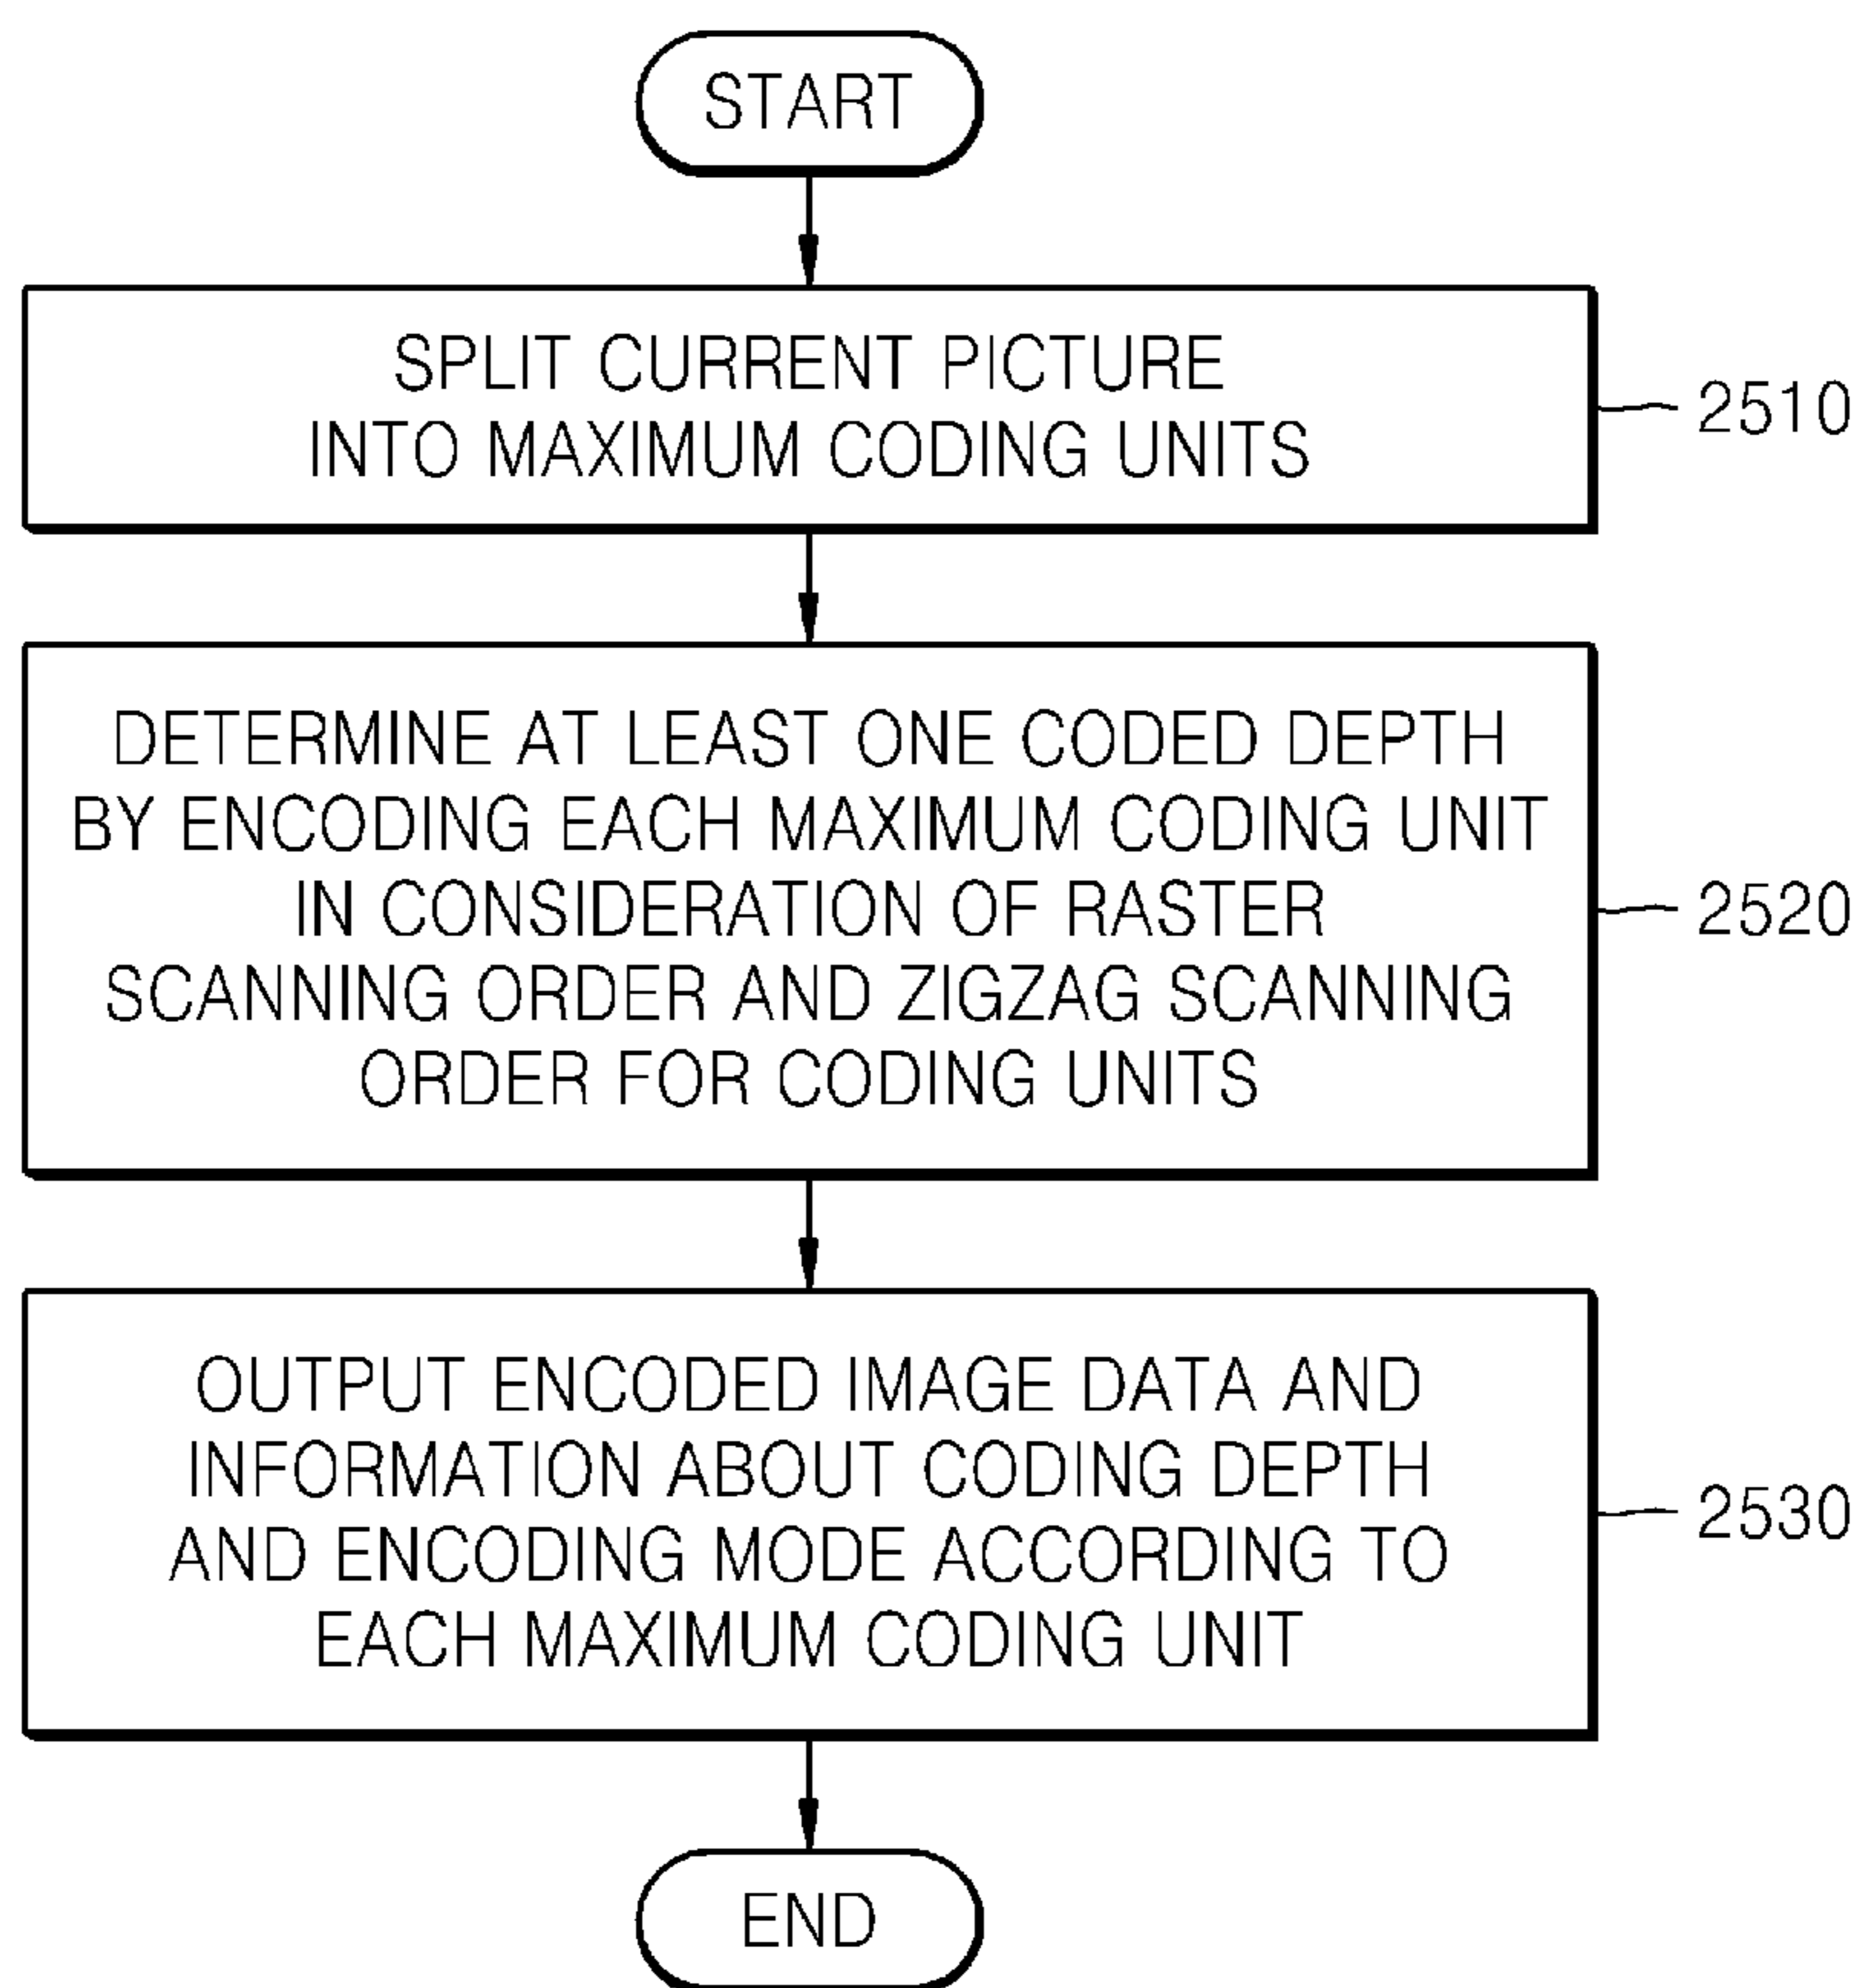 START
SPLIT CURRENT PICTURE
INTO MAXIMUM CODING UNITS
2510
DETERMINE AT LEAST ONE CODED DEPTH
BY ENCODING EACH MAXIMUM CODING UNIT
IN CONSIDERATION OF RASTER
SCANNING ORDER AND ZIGZAG SCANNING
ORDER FOR CODING UNITS
2520
OUTPUT ENCODED IMAGE DATA AND
INFORMATION ABOUT CODING DEPTH
AND ENCODING MODE ACCORDING TO
EACH MAXIMUM CODING UNIT
2530
END